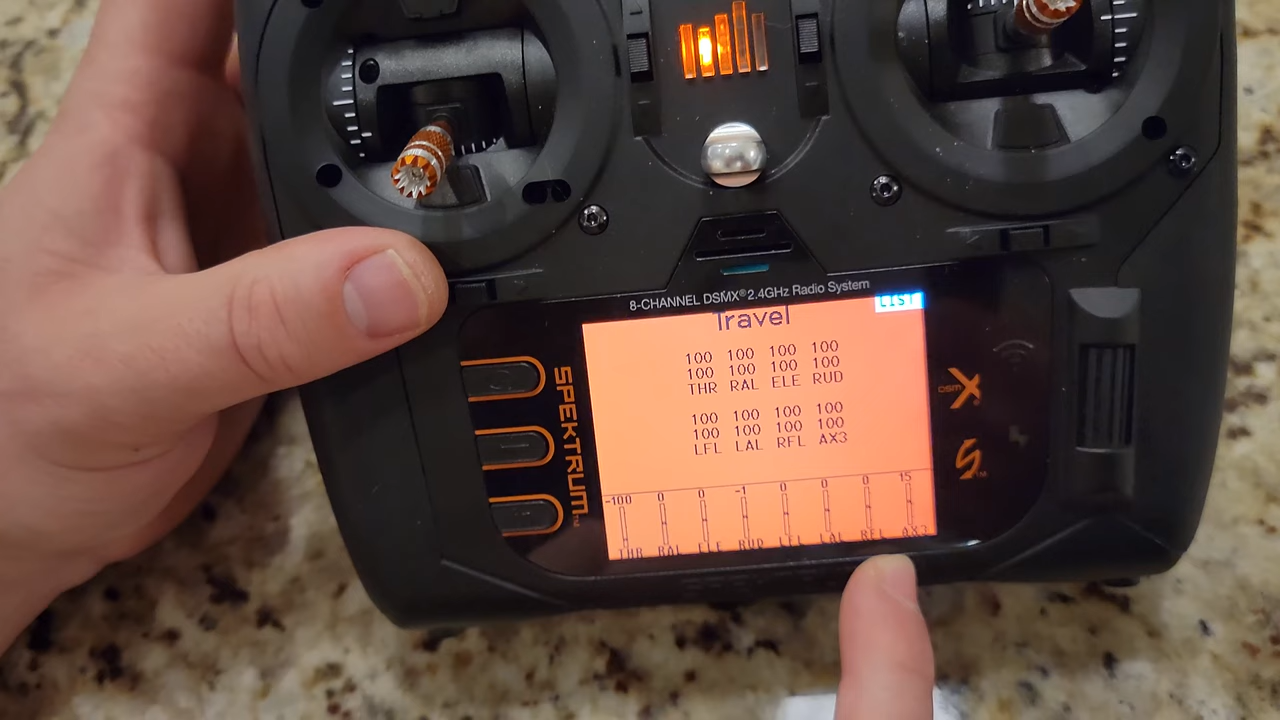 8-CHANNEL DSMX® 2.4GHz Radio System
LIST
Travel
100 100 100 100
100 100 100 100
THR RAL ELE RUD
100 100 100 100
100 100 100 100
LFL LAL RFL AX3
-100 0 0 -1 0 0 0 15
THR RAL ELE RUD LFL LAL RFL AX3
SPEKTRUM™
DSM X